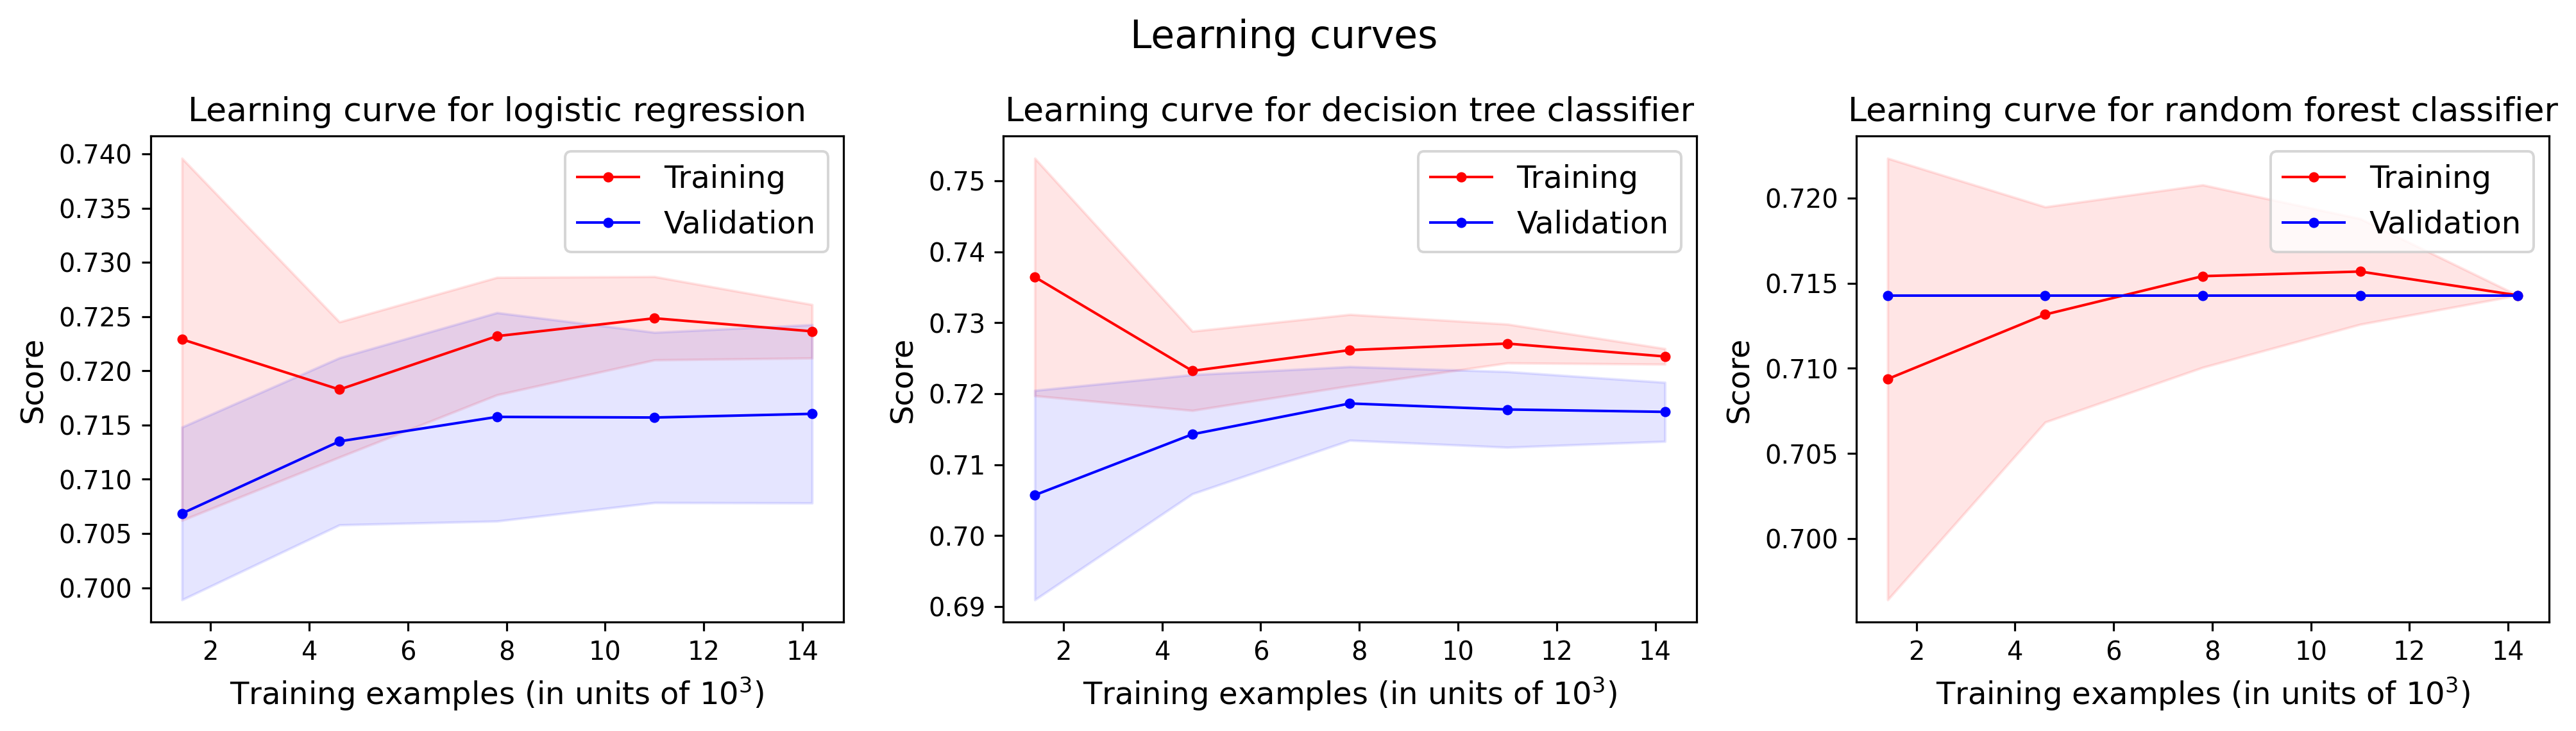 Learning curves
Learning curve for logistic regression
0.740
0.735
0.730
0.725
0.720
0.715
0.710
0.705
0.700
Score
Training
Validation
2 4 6 8 10 12 14
Training examples (in units of 10³)
Learning curve for decision tree classifier
0.75
0.74
0.73
0.72
0.71
0.70
0.69
Score
Training
Validation
2 4 6 8 10 12 14
Training examples (in units of 10³)
Learning curve for random forest classifier
0.720
0.715
0.710
0.705
0.700
Score
Training
Validation
2 4 6 8 10 12 14
Training examples (in units of 10³)